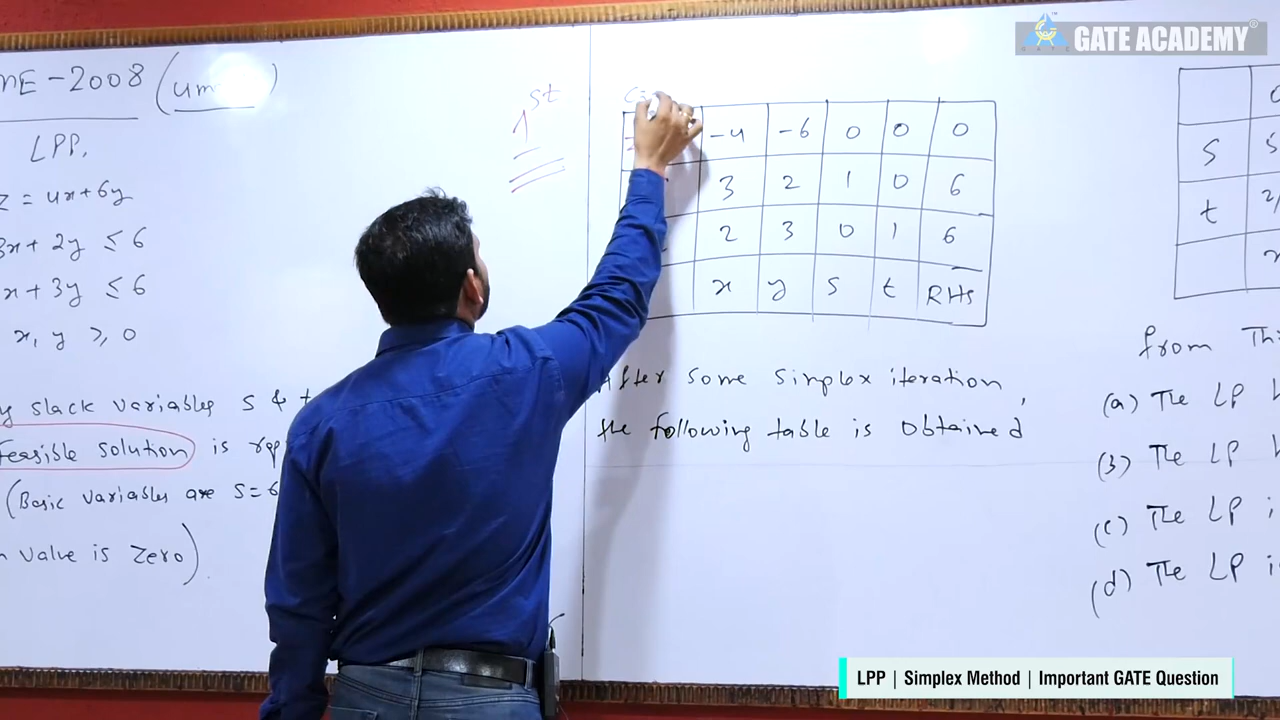 ME - 2008
LPP.
z = 4x + 6y
3x + 2y ≤ 6
x + 3y ≤ 6
x, y ≥ 0
slack variables s & t
feasible solution is
(Basic variables are s = 6
value is zero)
1st
-4 -6 0 0 0
3 2 1 0 6
2 3 0 1 6
x y s t RHS
After some simplex iteration,
the following table is obtained
s
t
from
(a) The LP
(B) The LP
(c) The LP
(d) The LP
GATE ACADEMY®
LPP | Simplex Method | Important GATE Question